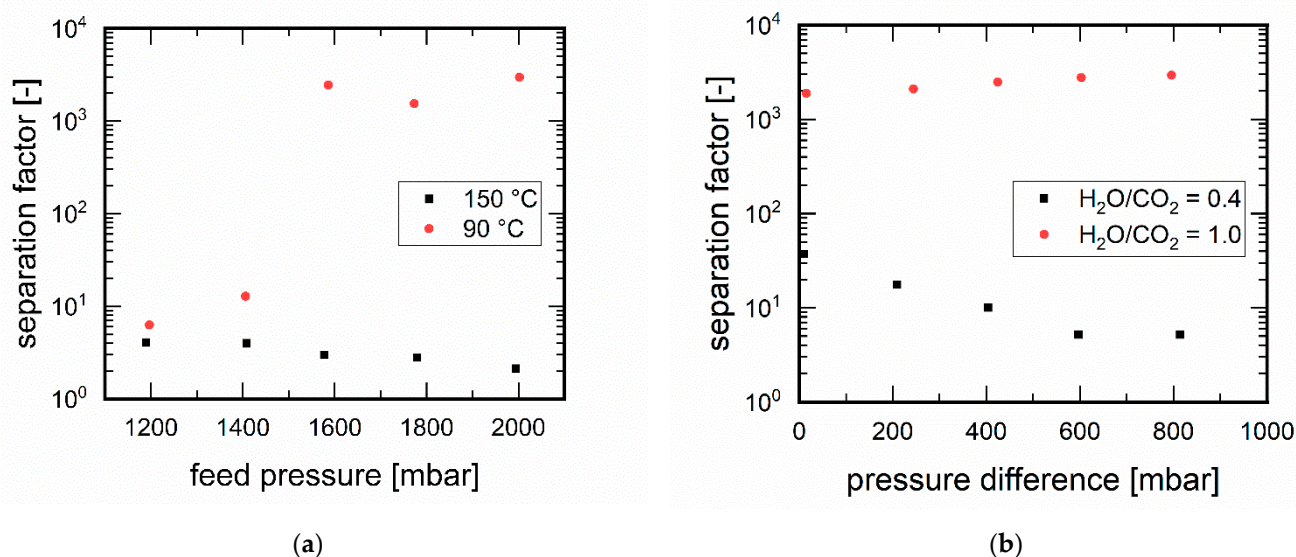 10⁴
10³
10²
10¹
10⁰
separation factor [-]
150 °C
90 °C
1200 1400 1600 1800 2000
feed pressure [mbar]
(a)
10⁴
10³
10²
10¹
10⁰
separation factor [-]
H₂O/CO₂ = 0.4
H₂O/CO₂ = 1.0
0 200 400 600 800 1000
pressure difference [mbar]
(b)